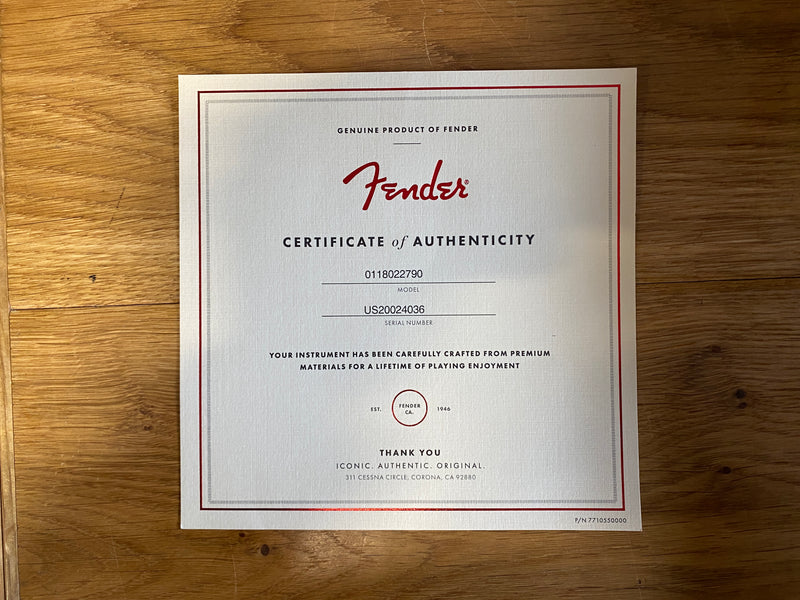 GENUINE PRODUCT OF FENDER
Fender®
CERTIFICATE of AUTHENTICITY
0118022790
MODEL
US20024036
SERIAL NUMBER
YOUR INSTRUMENT HAS BEEN CAREFULLY CRAFTED FROM PREMIUM
MATERIALS FOR A LIFETIME OF PLAYING ENJOYMENT
EST. FENDER CA. 1946
THANK YOU
ICONIC. AUTHENTIC. ORIGINAL.
311 CESSNA CIRCLE, CORONA, CA 92880
P/N 7710550000